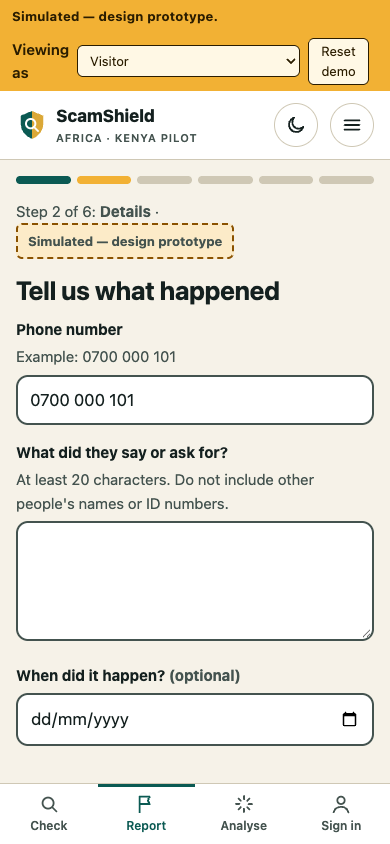 Simulated — design prototype.
Viewing as
Visitor
Reset demo
ScamShield
AFRICA · KENYA PILOT
Step 2 of 6: Details ·
Simulated — design prototype
Tell us what happened
Phone number
Example: 0700 000 101
0700 000 101
What did they say or ask for?
At least 20 characters. Do not include other
people's names or ID numbers.
When did it happen? (optional)
dd/mm/yyyy
Check
Report
Analyse
Sign in